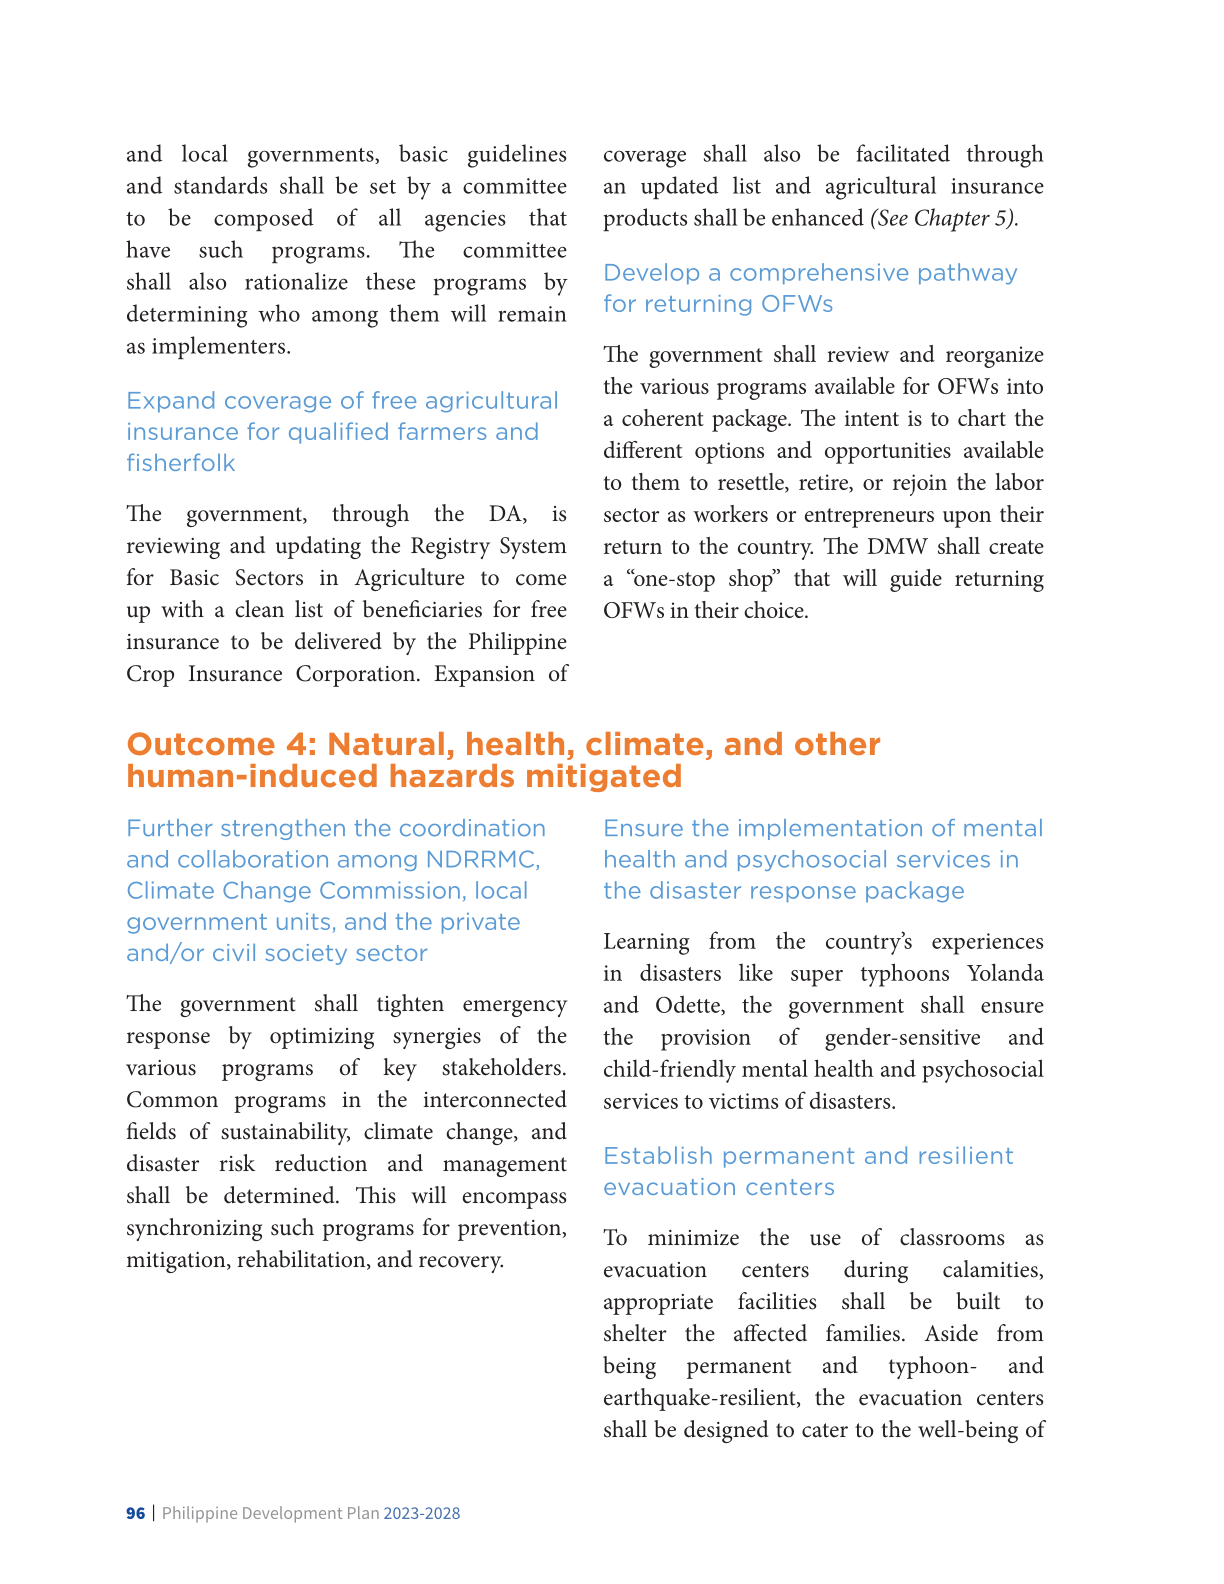 and local governments, basic guidelines
and standards shall be set by a committee
to be composed of all agencies that
have such programs. The committee
shall also rationalize these programs by
determining who among them will remain
as implementers.
Expand coverage of free agricultural
insurance for qualified farmers and
fisherfolk
The government, through the DA, is
reviewing and updating the Registry System
for Basic Sectors in Agriculture to come
up with a clean list of beneficiaries for free
insurance to be delivered by the Philippine
Crop Insurance Corporation. Expansion of
coverage shall also be facilitated through
an updated list and agricultural insurance
products shall be enhanced (See Chapter 5).
Develop a comprehensive pathway
for returning OFWs
The government shall review and reorganize
the various programs available for OFWs into
a coherent package. The intent is to chart the
different options and opportunities available
to them to resettle, retire, or rejoin the labor
sector as workers or entrepreneurs upon their
return to the country. The DMW shall create
a “one-stop shop” that will guide returning
OFWs in their choice.
Outcome 4: Natural, health, climate, and other
human-induced hazards mitigated
Further strengthen the coordination
and collaboration among NDRRMC,
Climate Change Commission, local
government units, and the private
and/or civil society sector
The government shall tighten emergency
response by optimizing synergies of the
various programs of key stakeholders.
Common programs in the interconnected
fields of sustainability, climate change, and
disaster risk reduction and management
shall be determined. This will encompass
synchronizing such programs for prevention,
mitigation, rehabilitation, and recovery.
Ensure the implementation of mental
health and psychosocial services in
the disaster response package
Learning from the country’s experiences
in disasters like super typhoons Yolanda
and Odette, the government shall ensure
the provision of gender-sensitive and
child-friendly mental health and psychosocial
services to victims of disasters.
Establish permanent and resilient
evacuation centers
To minimize the use of classrooms as
evacuation centers during calamities,
appropriate facilities shall be built to
shelter the affected families. Aside from
being permanent and typhoon- and
earthquake-resilient, the evacuation centers
shall be designed to cater to the well-being of
96 | Philippine Development Plan 2023-2028